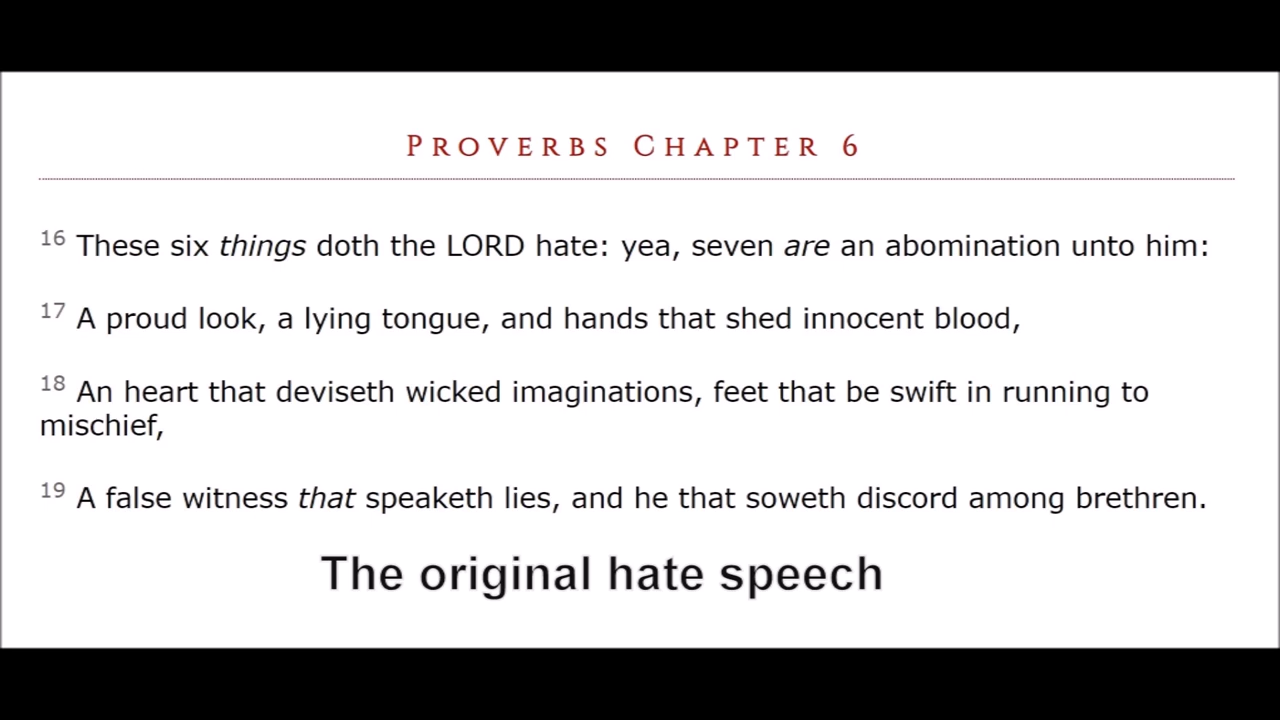 Proverbs Chapter 6
16 These six things doth the LORD hate: yea, seven are an abomination unto him:
17 A proud look, a lying tongue, and hands that shed innocent blood,
18 An heart that deviseth wicked imaginations, feet that be swift in running to
mischief,
19 A false witness that speaketh lies, and he that soweth discord among brethren.
The original hate speech